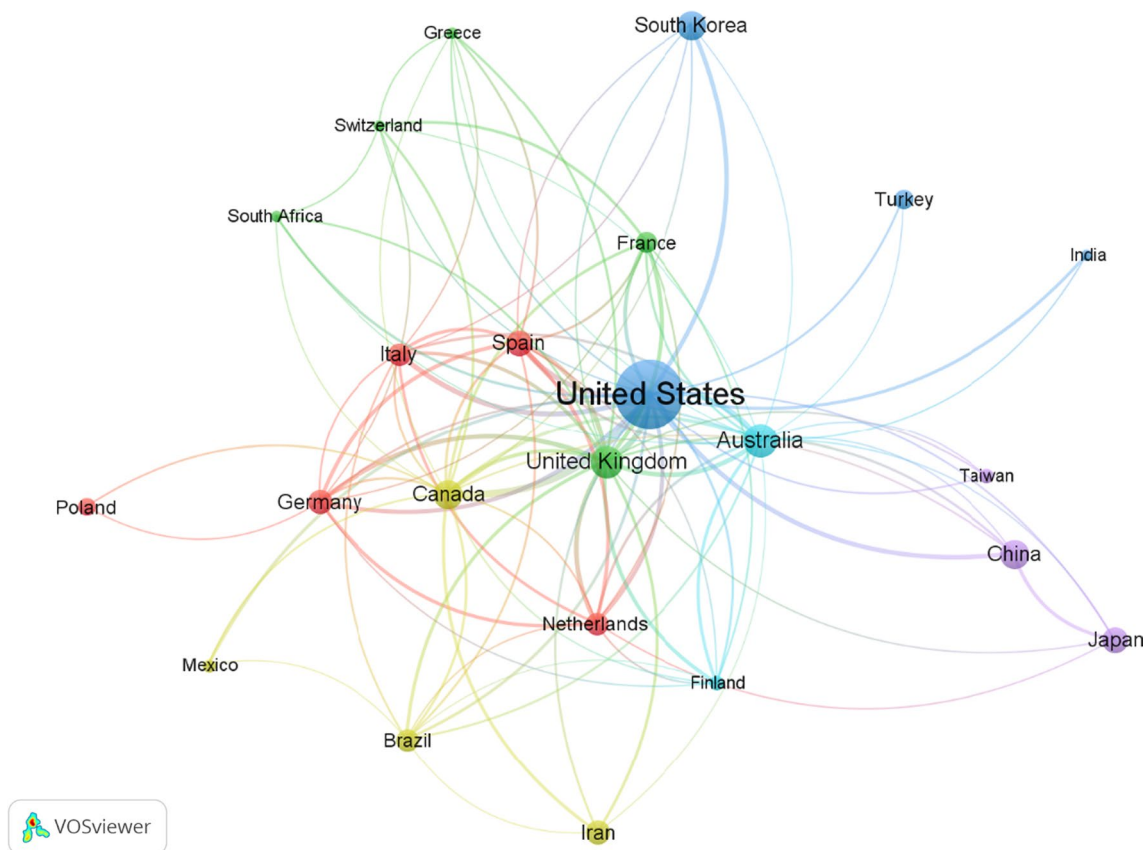 South Korea
Greece
Switzerland
Turkey
South Africa
France
India
Spain
Italy
United States
Australia
United Kingdom
Taiwan
Canada
Germany
Poland
China
Netherlands
Japan
Mexico
Finland
Brazil
VOSviewer
Iran